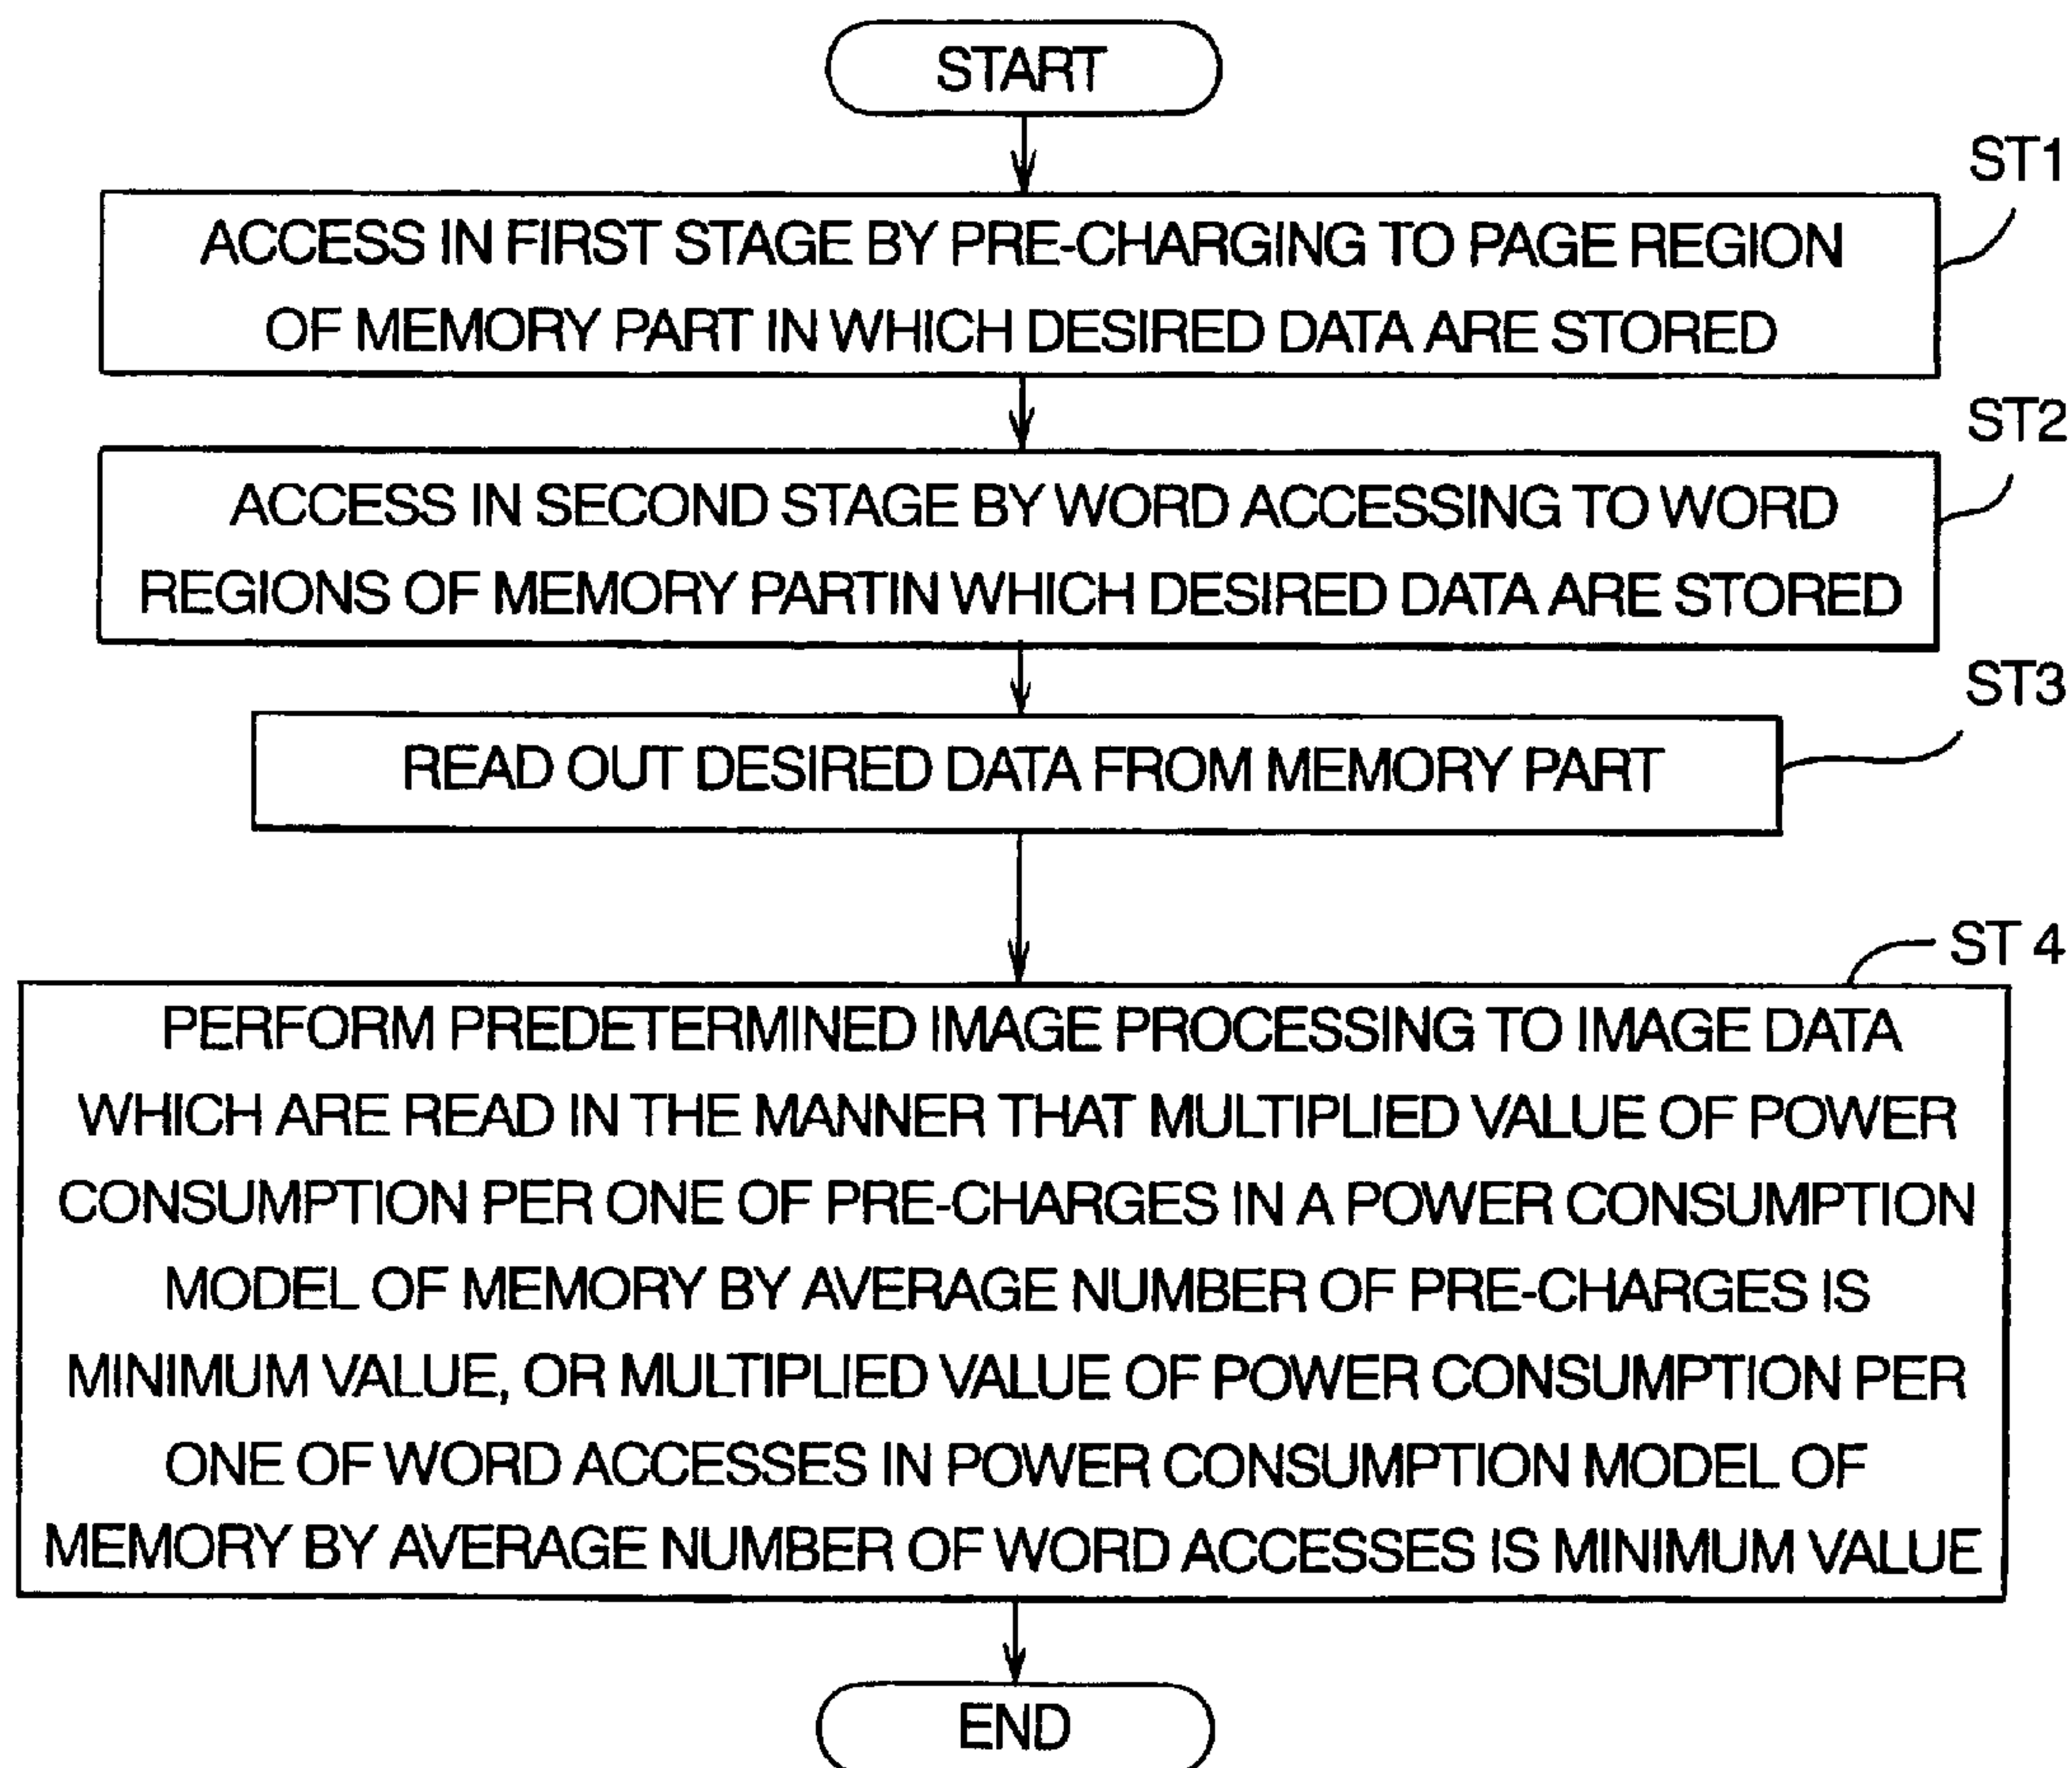 START
ST1
ACCESS IN FIRST STAGE BY PRE-CHARGING TO PAGE REGION
OF MEMORY PART IN WHICH DESIRED DATA ARE STORED
ST2
ACCESS IN SECOND STAGE BY WORD ACCESSING TO WORD
REGIONS OF MEMORY PARTIN WHICH DESIRED DATA ARE STORED
ST3
READ OUT DESIRED DATA FROM MEMORY PART
ST 4
PERFORM PREDETERMINED IMAGE PROCESSING TO IMAGE DATA
WHICH ARE READ IN THE MANNER THAT MULTIPLIED VALUE OF POWER
CONSUMPTION PER ONE OF PRE-CHARGES IN A POWER CONSUMPTION
MODEL OF MEMORY BY AVERAGE NUMBER OF PRE-CHARGES IS
MINIMUM VALUE, OR MULTIPLIED VALUE OF POWER CONSUMPTION PER
ONE OF WORD ACCESSES IN POWER CONSUMPTION MODEL OF
MEMORY BY AVERAGE NUMBER OF WORD ACCESSES IS MINIMUM VALUE
END